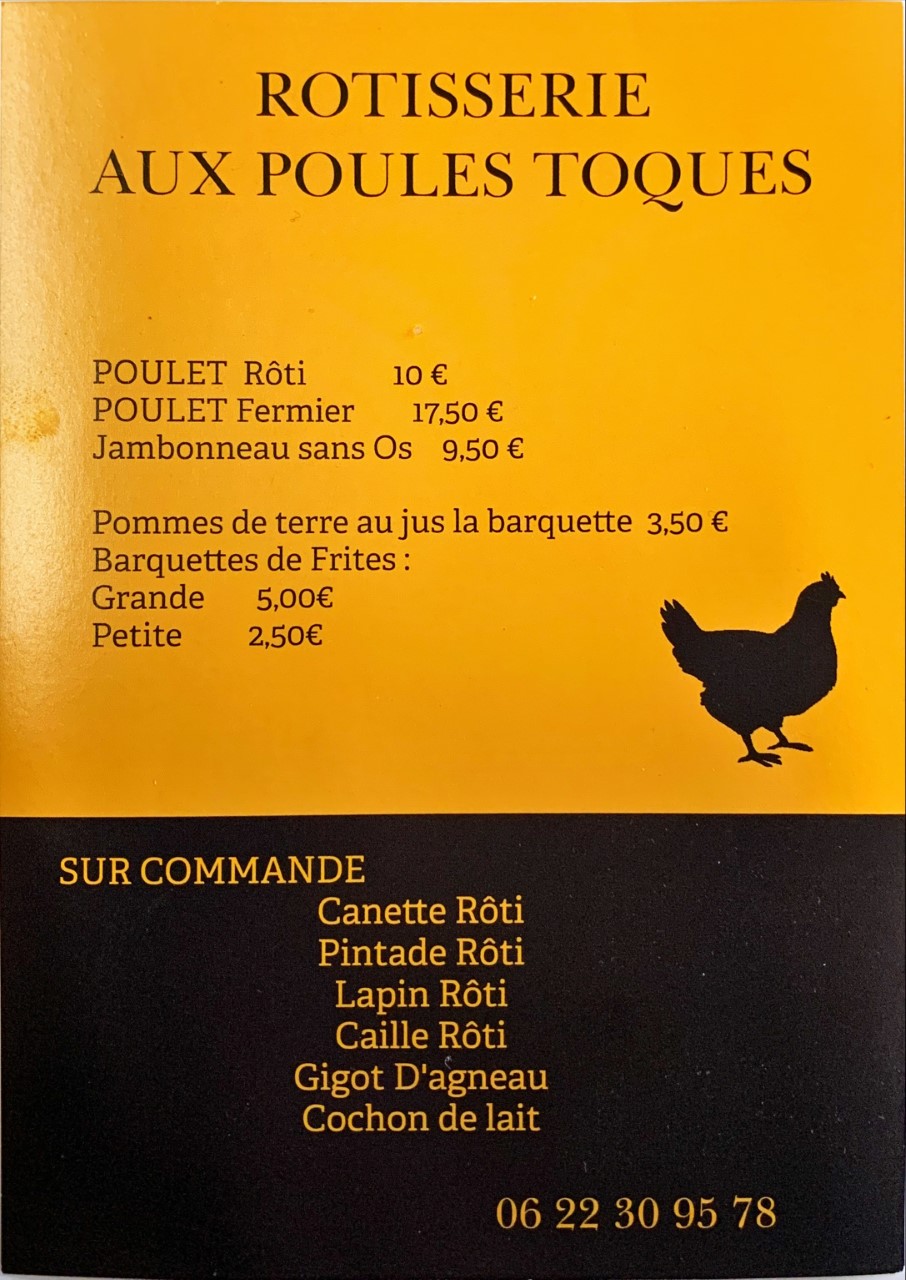 ROTISSERIE
AUX POULES TOQUES
POULET Rôti 10 €
POULET Fermier 17,50 €
Jambonneau sans Os 9,50 €
Pommes de terre au jus la barquette 3,50 €
Barquettes de Frites :
Grande 5,00€
Petite 2,50€
SUR COMMANDE
Canette Rôti
Pintade Rôti
Lapin Rôti
Caille Rôti
Gigot D'agneau
Cochon de lait
06 22 30 95 78